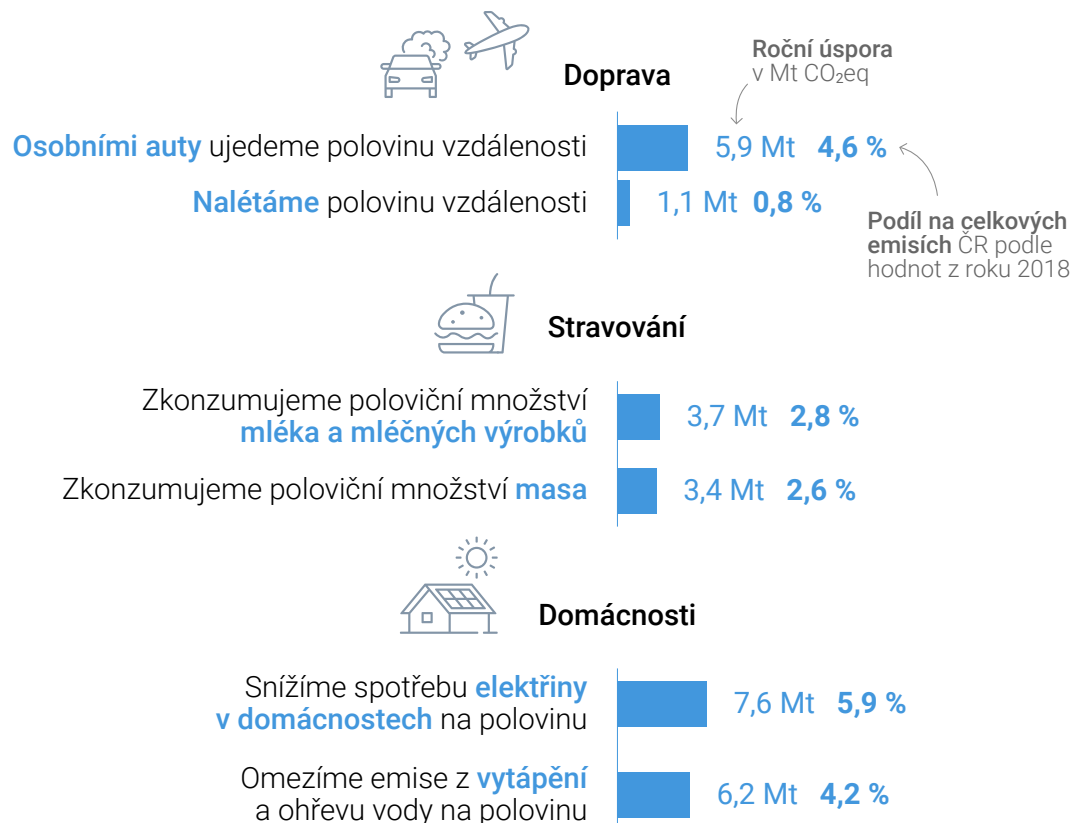 Doprava
Roční úspora
v Mt CO₂eq
Osobními auty ujedeme polovinu vzdálenosti
5,9 Mt 4,6 %
Nalétáme polovinu vzdálenosti
1,1 Mt 0,8 %
Podíl na celkových
emisích ČR podle
hodnot z roku 2018
Stravování
Zkonzumujeme poloviční množství
mléka a mléčných výrobků
3,7 Mt 2,8 %
Zkonzumujeme poloviční množství masa
3,4 Mt 2,6 %
Domácnosti
Snížíme spotřebu elektřiny
v domácnostech na polovinu
7,6 Mt 5,9 %
Omezíme emise z vytápění
a ohřevu vody na polovinu
6,2 Mt 4,2 %